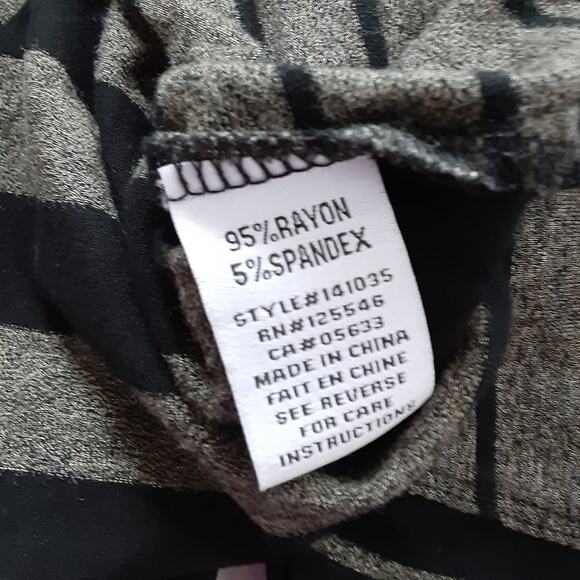 95%RAYON
5%SPANDEX
STYLE#141035
RN#125546
CA#05633
MADE IN CHINA
FAIT EN CHINE
SEE REVERSE
FOR CARE
INSTRUCTIONS